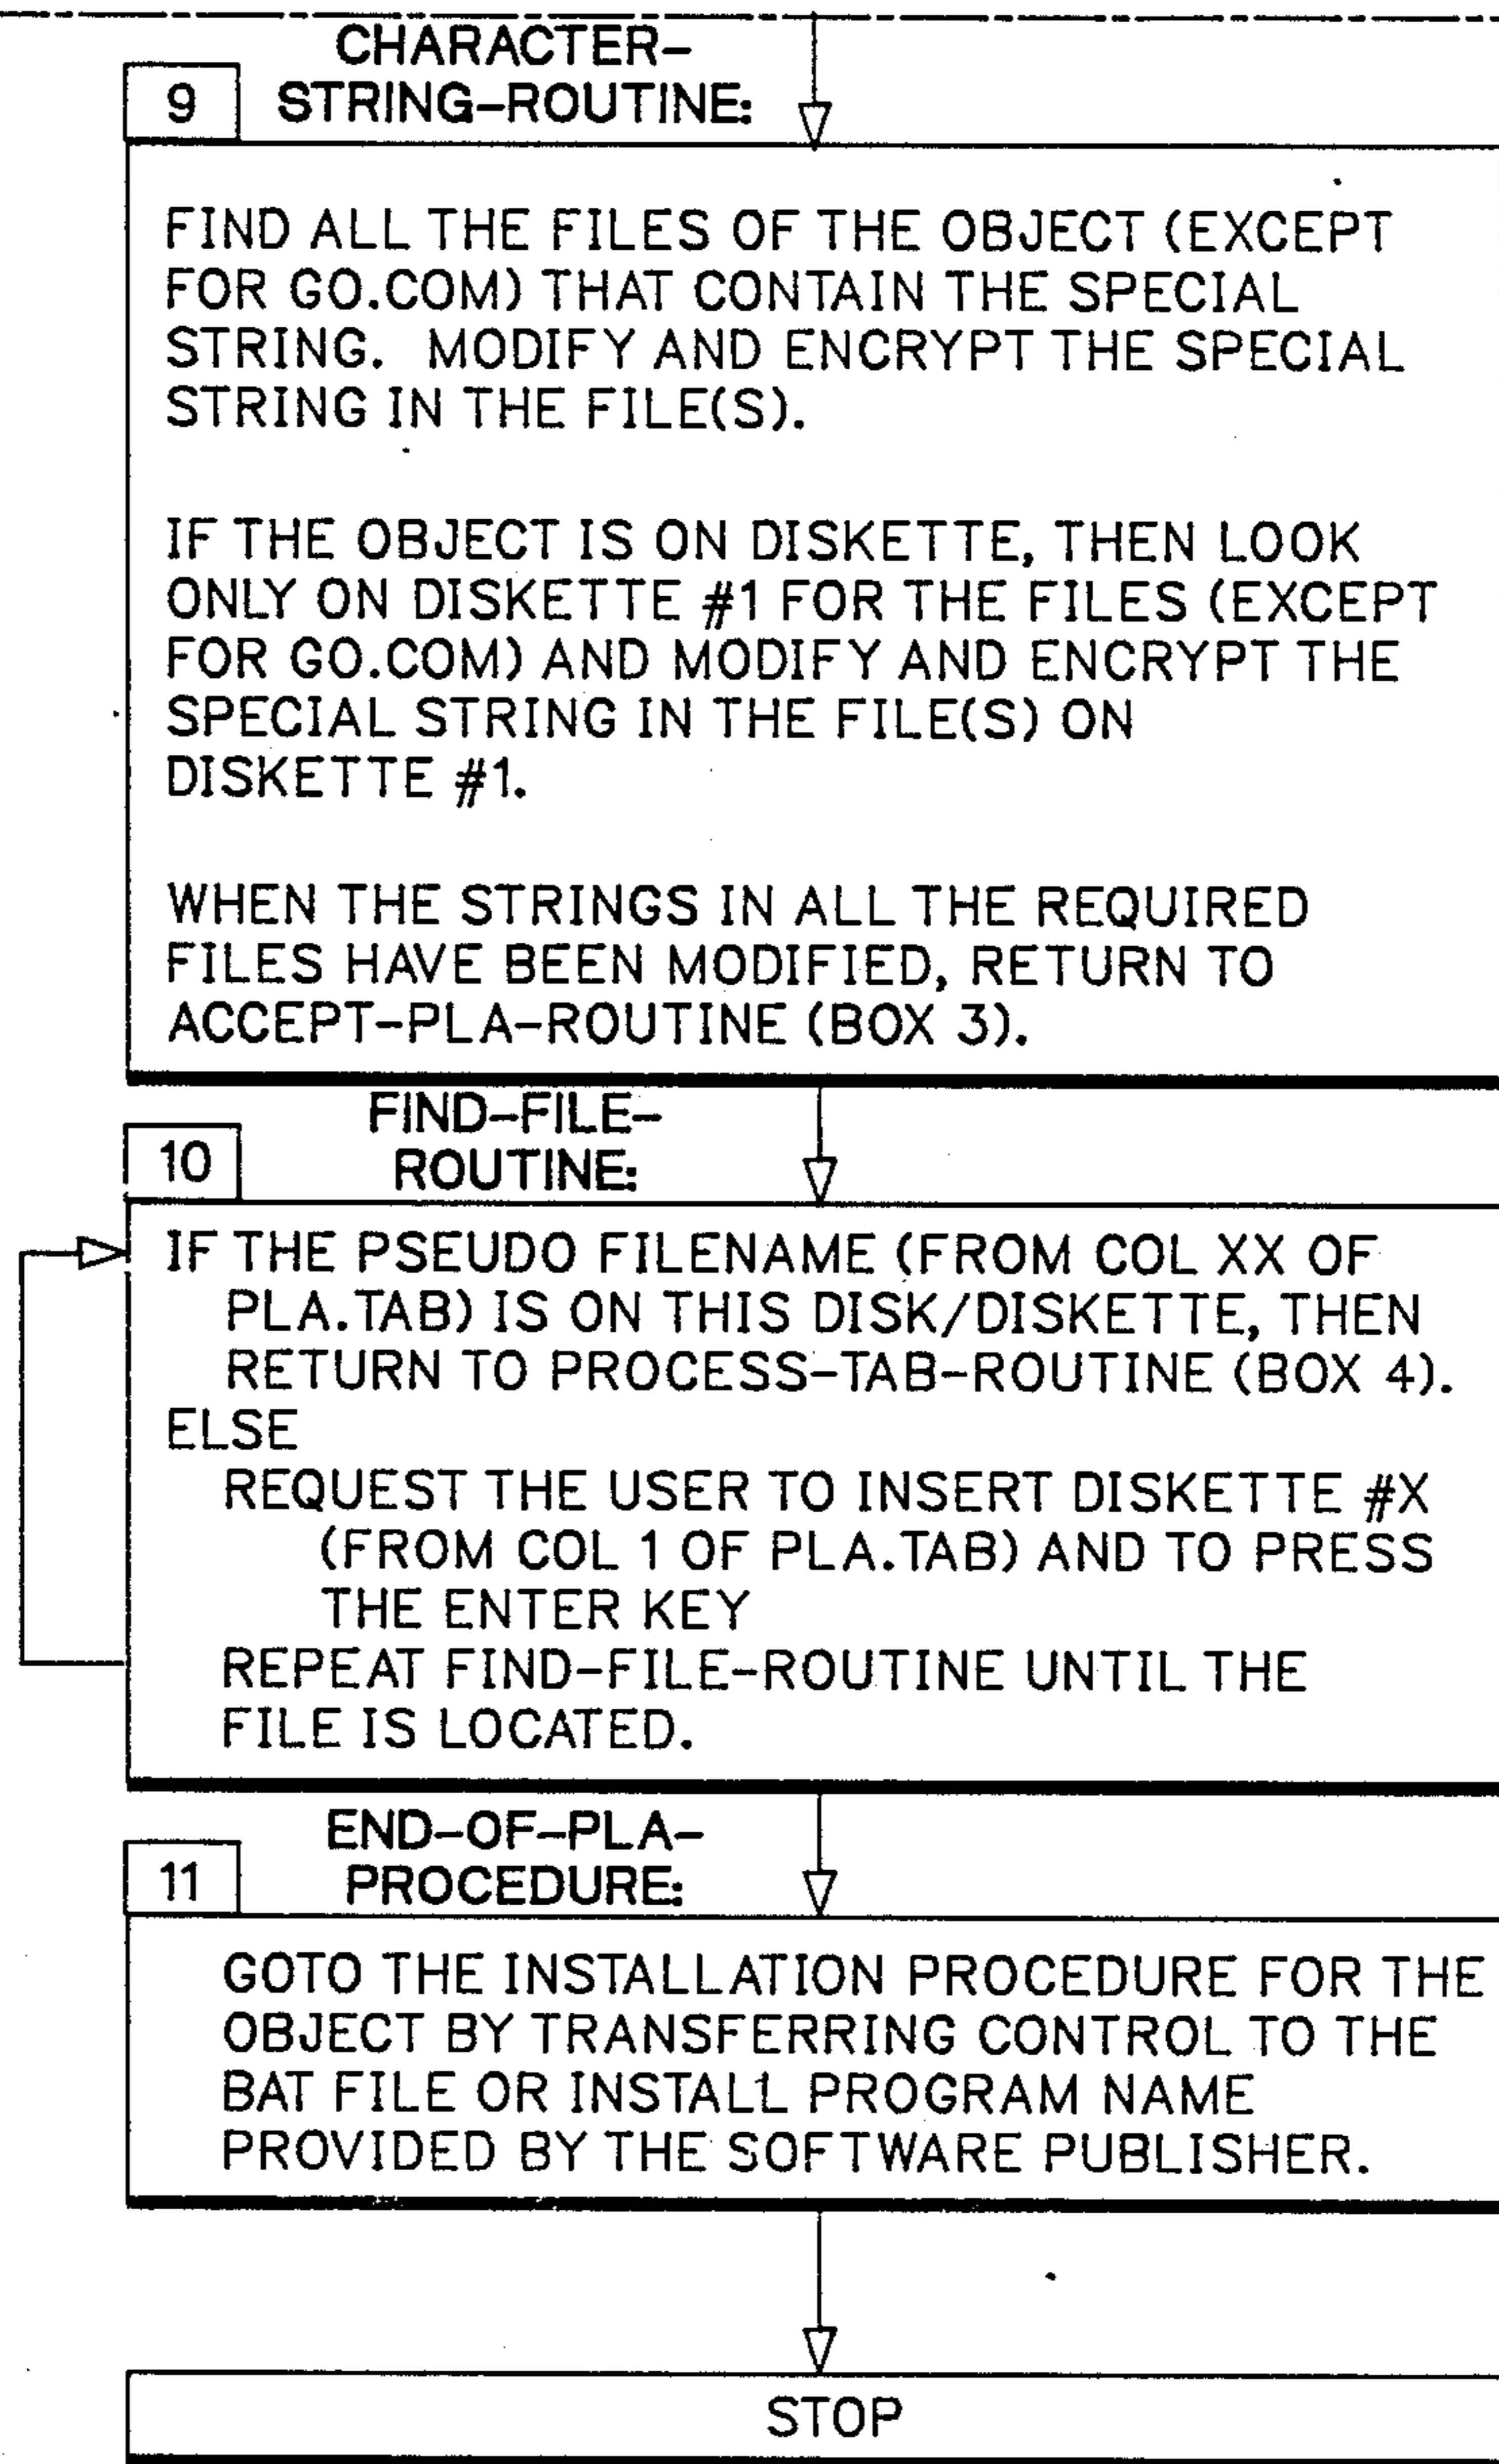 CHARACTER-
9 STRING-ROUTINE:
FIND ALL THE FILES OF THE OBJECT (EXCEPT
FOR GO.COM) THAT CONTAIN THE SPECIAL
STRING. MODIFY AND ENCRYPT THE SPECIAL
STRING IN THE FILE(S).
IF THE OBJECT IS ON DISKETTE, THEN LOOK
ONLY ON DISKETTE #1 FOR THE FILES (EXCEPT
FOR GO.COM) AND MODIFY AND ENCRYPT THE
SPECIAL STRING IN THE FILE(S) ON
DISKETTE #1.
WHEN THE STRINGS IN ALL THE REQUIRED
FILES HAVE BEEN MODIFIED, RETURN TO
ACCEPT-PLA-ROUTINE (BOX 3).
FIND-FILE-
10 ROUTINE:
IF THE PSEUDO FILENAME (FROM COL XX OF
PLA.TAB) IS ON THIS DISK/DISKETTE, THEN
RETURN TO PROCESS-TAB-ROUTINE (BOX 4).
ELSE
REQUEST THE USER TO INSERT DISKETTE #X
(FROM COL 1 OF PLA.TAB) AND TO PRESS
THE ENTER KEY
REPEAT FIND-FILE-ROUTINE UNTIL THE
FILE IS LOCATED.
END-OF-PLA-
11 PROCEDURE:
GOTO THE INSTALLATION PROCEDURE FOR THE
OBJECT BY TRANSFERRING CONTROL TO THE
BAT FILE OR INSTALL PROGRAM NAME
PROVIDED BY THE SOFTWARE PUBLISHER.
STOP